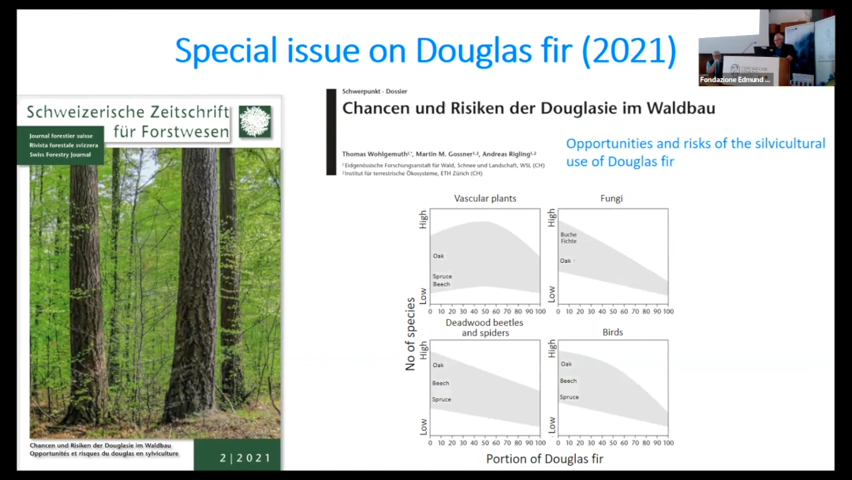 Special issue on Douglas fir (2021)
Fondazione Edmund
Schweizerische Zeitschrift
für Forstwesen
Journal forestier suisse
Rivista forestale svizzera
Swiss Forestry Journal
Chancen und Risiken der Douglasie im Waldbau
Opportunités et risques du douglas en sylviculture
2 | 2021
Schwerpunkt - Dossier
Chancen und Risiken der Douglasie im Waldbau
Thomas Wohlgemuth1,*, Martin M. Gossner1,2, Andreas Rigling1,2
1 Eidgenössische Forschungsanstalt für Wald, Schnee und Landschaft, WSL (CH)
2 Institut für terrestrische Ökosysteme, ETH Zürich (CH)
Opportunities and risks of the silvicultural
use of Douglas fir
No of species
Vascular plants
High
Low
Oak
Spruce
Beech
0 10 20 30 40 50 60 70 80 90 100
Fungi
High
Low
Buche
Fichte
Oak
0 10 20 30 40 50 60 70 80 90 100
Deadwood beetles
and spiders
High
Low
Oak
Beech
Spruce
0 10 20 30 40 50 60 70 80 90 100
Birds
High
Low
Oak
Beech
Spruce
0 10 20 30 40 50 60 70 80 90 100
Portion of Douglas fir